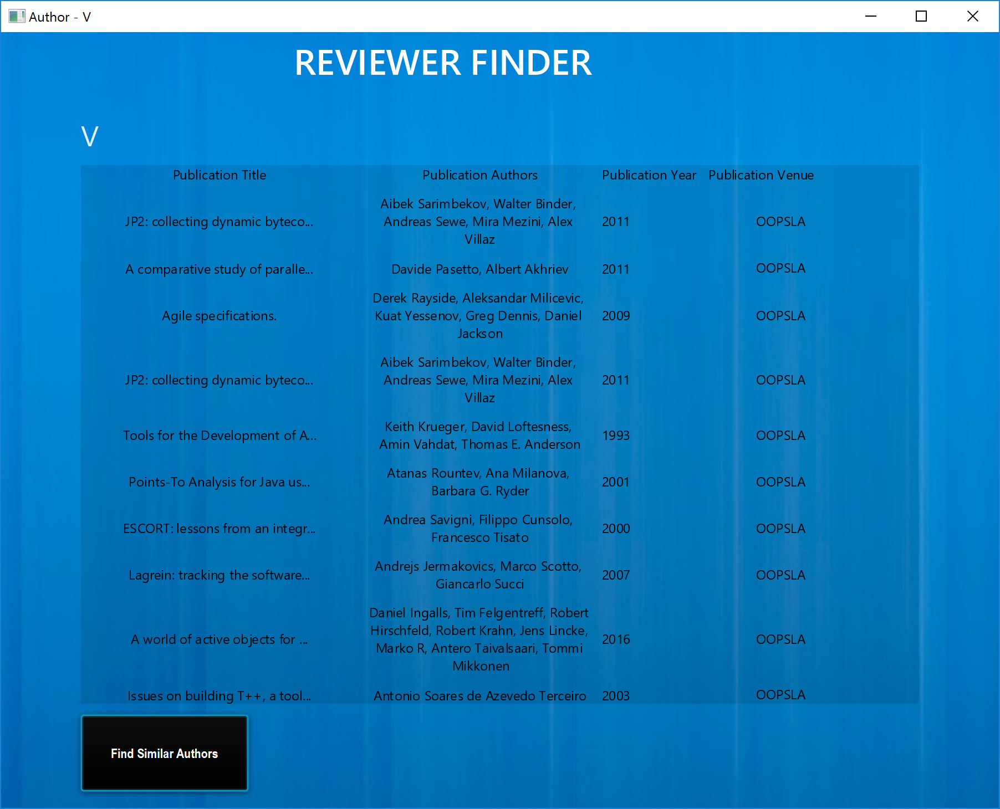 Author - V
REVIEWER FINDER
V
Publication Title Publication Authors Publication Year Publication Venue
Aibek Sarimbekov, Walter Binder,
JP2: collecting dynamic byteco... Andreas Sewe, Mira Mezini, Alex 2011 OOPSLA
Villaz
A comparative study of paralle... Davide Pasetto, Albert Akhriev 2011 OOPSLA
Derek Rayside, Aleksandar Milicevic,
Agile specifications. Kuat Yessenov, Greg Dennis, Daniel 2009 OOPSLA
Jackson
Aibek Sarimbekov, Walter Binder,
JP2: collecting dynamic byteco... Andreas Sewe, Mira Mezini, Alex 2011 OOPSLA
Villaz
Keith Krueger, David Loftesness,
Tools for the Development of A... 1993 OOPSLA
Amin Vahdat, Thomas E. Anderson
Atanas Rountev, Ana Milanova,
Points-To Analysis for Java us... 2001 OOPSLA
Barbara G. Ryder
Andrea Savigni, Filippo Cunsolo,
ESCORT: lessons from an integr... 2000 OOPSLA
Francesco Tisato
Andrejs Jermakovics, Marco Scotto,
Lagrein: tracking the software... 2007 OOPSLA
Giancarlo Succi
Daniel Ingalls, Tim Felgentreff, Robert
Hirschfeld, Robert Krahn, Jens Lincke,
A world of active objects for ... 2016 OOPSLA
Marko R, Antero Taivalsaari, Tommi
Mikkonen
Issues on building T++, a tool... Antonio Soares de Azevedo Terceiro 2003 OOPSLA
Find Similar Authors